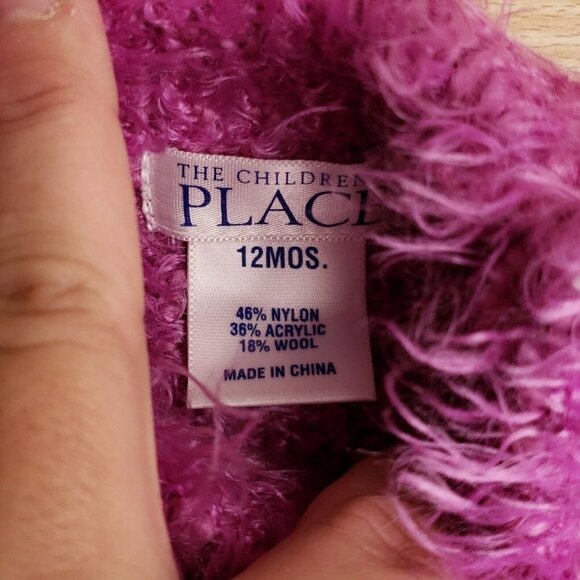 THE CHILDREN
PLACE
12MOS.
46% NYLON
36% ACRYLIC
18% WOOL
MADE IN CHINA